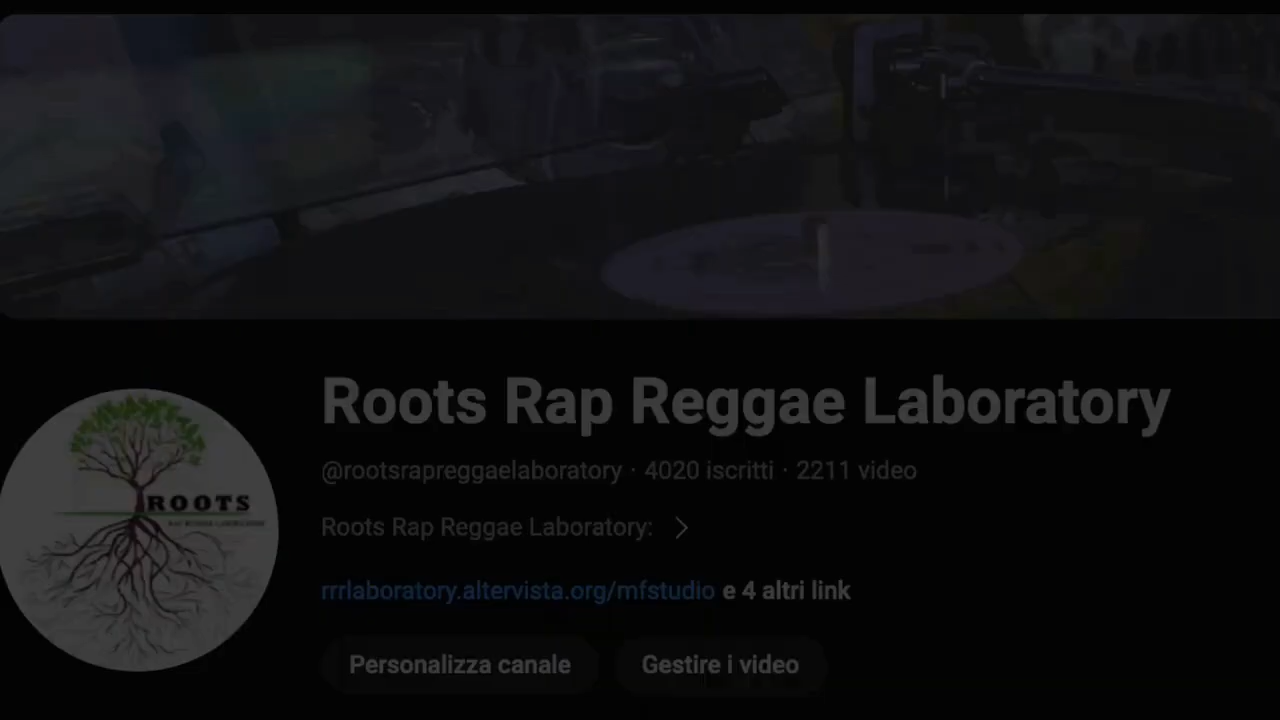 Roots Rap Reggae Laboratory
@rootsrapreggaelaboratory · 4020 iscritti · 2211 video
Roots Rap Reggae Laboratory:
rrrlaboratory.altervista.org/mfstudio e 4 altri link
Personalizza canale
Gestire i video
ROOTS